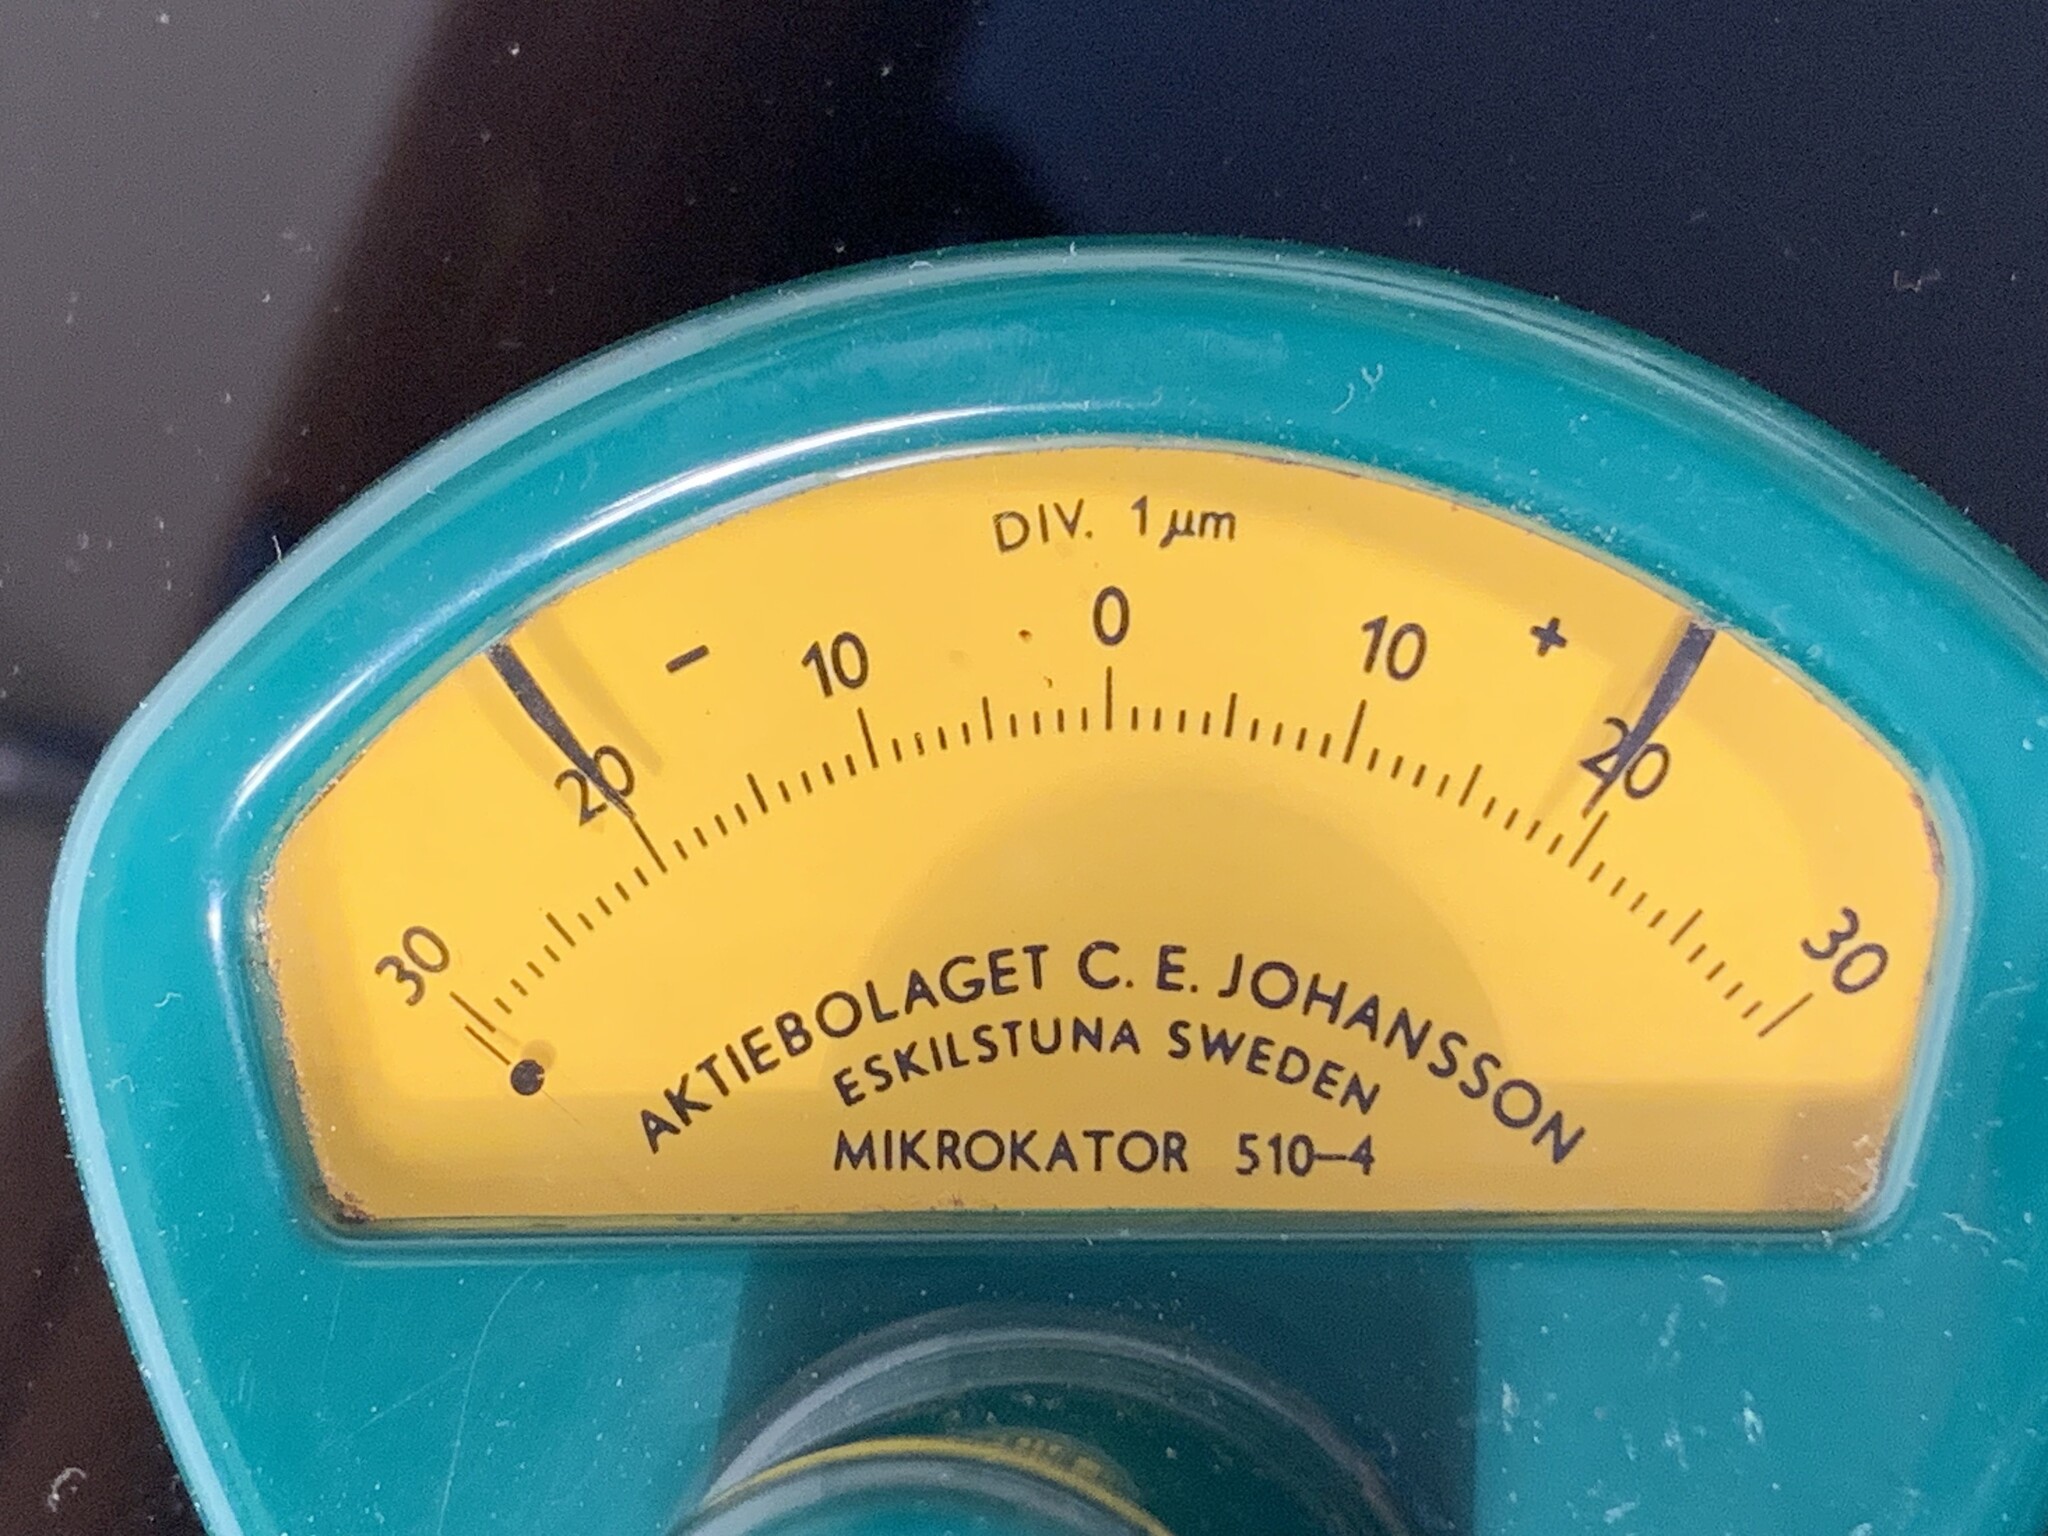 DIV. 1 μm
− 10 0 10 +
20 20
30 30
AKTIEBOLAGET C. E. JOHANSSON
ESKILSTUNA SWEDEN
MIKROKATOR 510–4